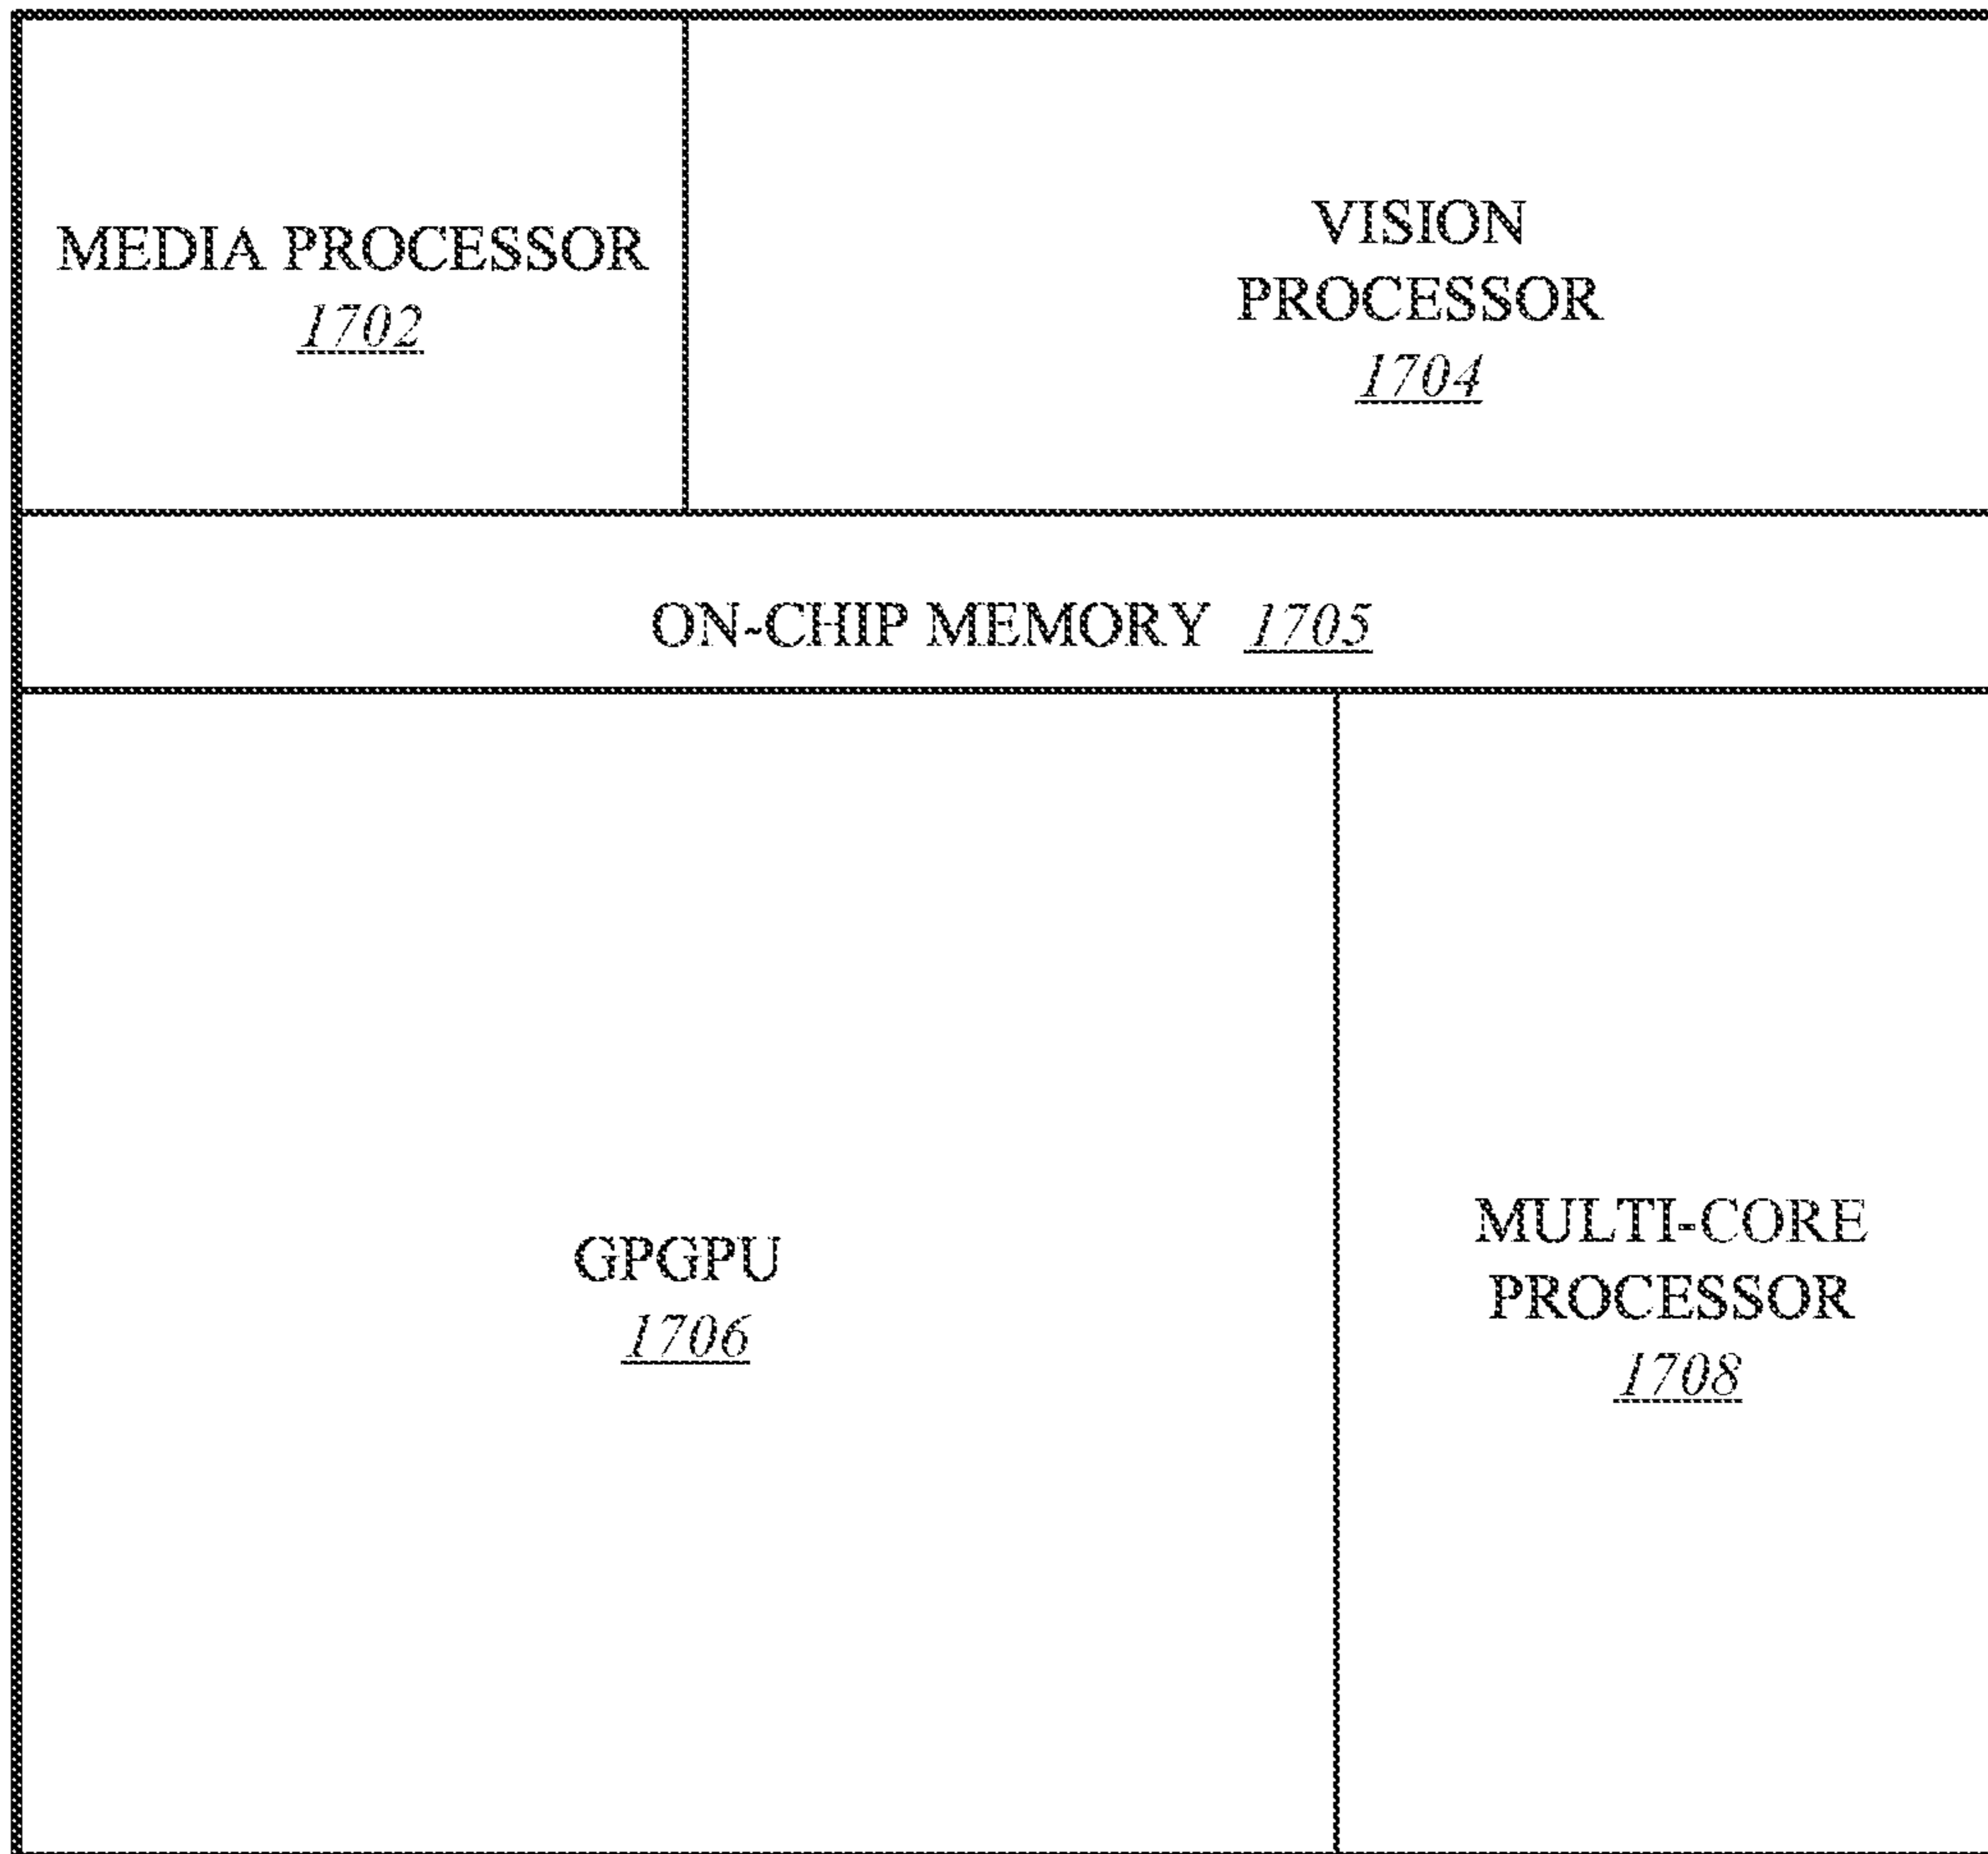 MEDIA PROCESSOR
1702
VISION
PROCESSOR
1704
ON-CHIP MEMORY 1705
GPGPU
1706
MULTI-CORE
PROCESSOR
1708